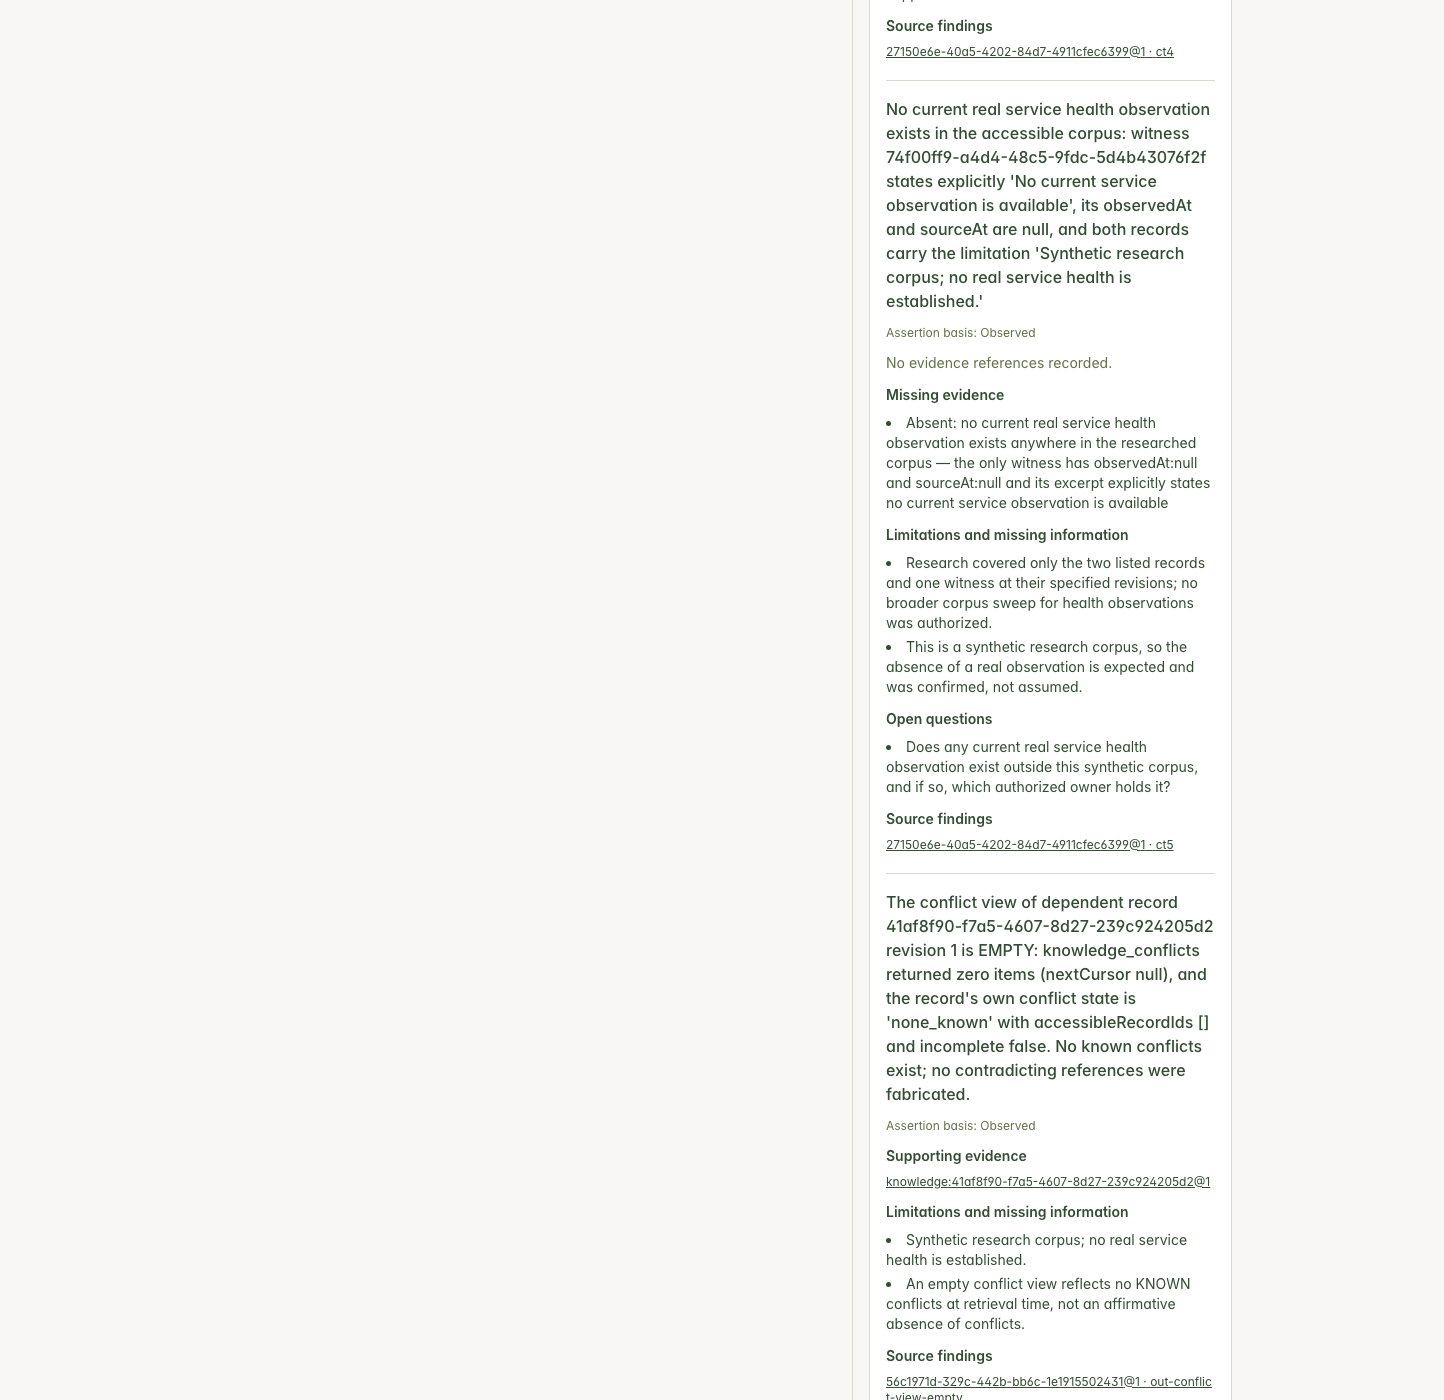 Source findings
27150e6e-40a5-4202-84d7-4911cfec6399@1 · ct4
No current real service health observation
exists in the accessible corpus: witness
74f00ff9-a4d4-48c5-9fdc-5d4b43076f2f
states explicitly 'No current service
observation is available', its observedAt
and sourceAt are null, and both records
carry the limitation 'Synthetic research
corpus; no real service health is
established.'
Assertion basis: Observed
No evidence references recorded.
Missing evidence
• Absent: no current real service health
observation exists anywhere in the researched
corpus — the only witness has observedAt:null
and sourceAt:null and its excerpt explicitly states
no current service observation is available
Limitations and missing information
• Research covered only the two listed records
and one witness at their specified revisions; no
broader corpus sweep for health observations
was authorized.
• This is a synthetic research corpus, so the
absence of a real observation is expected and
was confirmed, not assumed.
Open questions
• Does any current real service health
observation exist outside this synthetic corpus,
and if so, which authorized owner holds it?
Source findings
27150e6e-40a5-4202-84d7-4911cfec6399@1 · ct5
The conflict view of dependent record
41af8f90-f7a5-4607-8d27-239c924205d2
revision 1 is EMPTY: knowledge_conflicts
returned zero items (nextCursor null), and
the record's own conflict state is
'none_known' with accessibleRecordIds []
and incomplete false. No known conflicts
exist; no contradicting references were
fabricated.
Assertion basis: Observed
Supporting evidence
knowledge:41af8f90-f7a5-4607-8d27-239c924205d2@1
Limitations and missing information
• Synthetic research corpus; no real service
health is established.
• An empty conflict view reflects no KNOWN
conflicts at retrieval time, not an affirmative
absence of conflicts.
Source findings
56c1971d-329c-442b-bb6c-1e1915502431@1 · out-conflic
t-view-empty